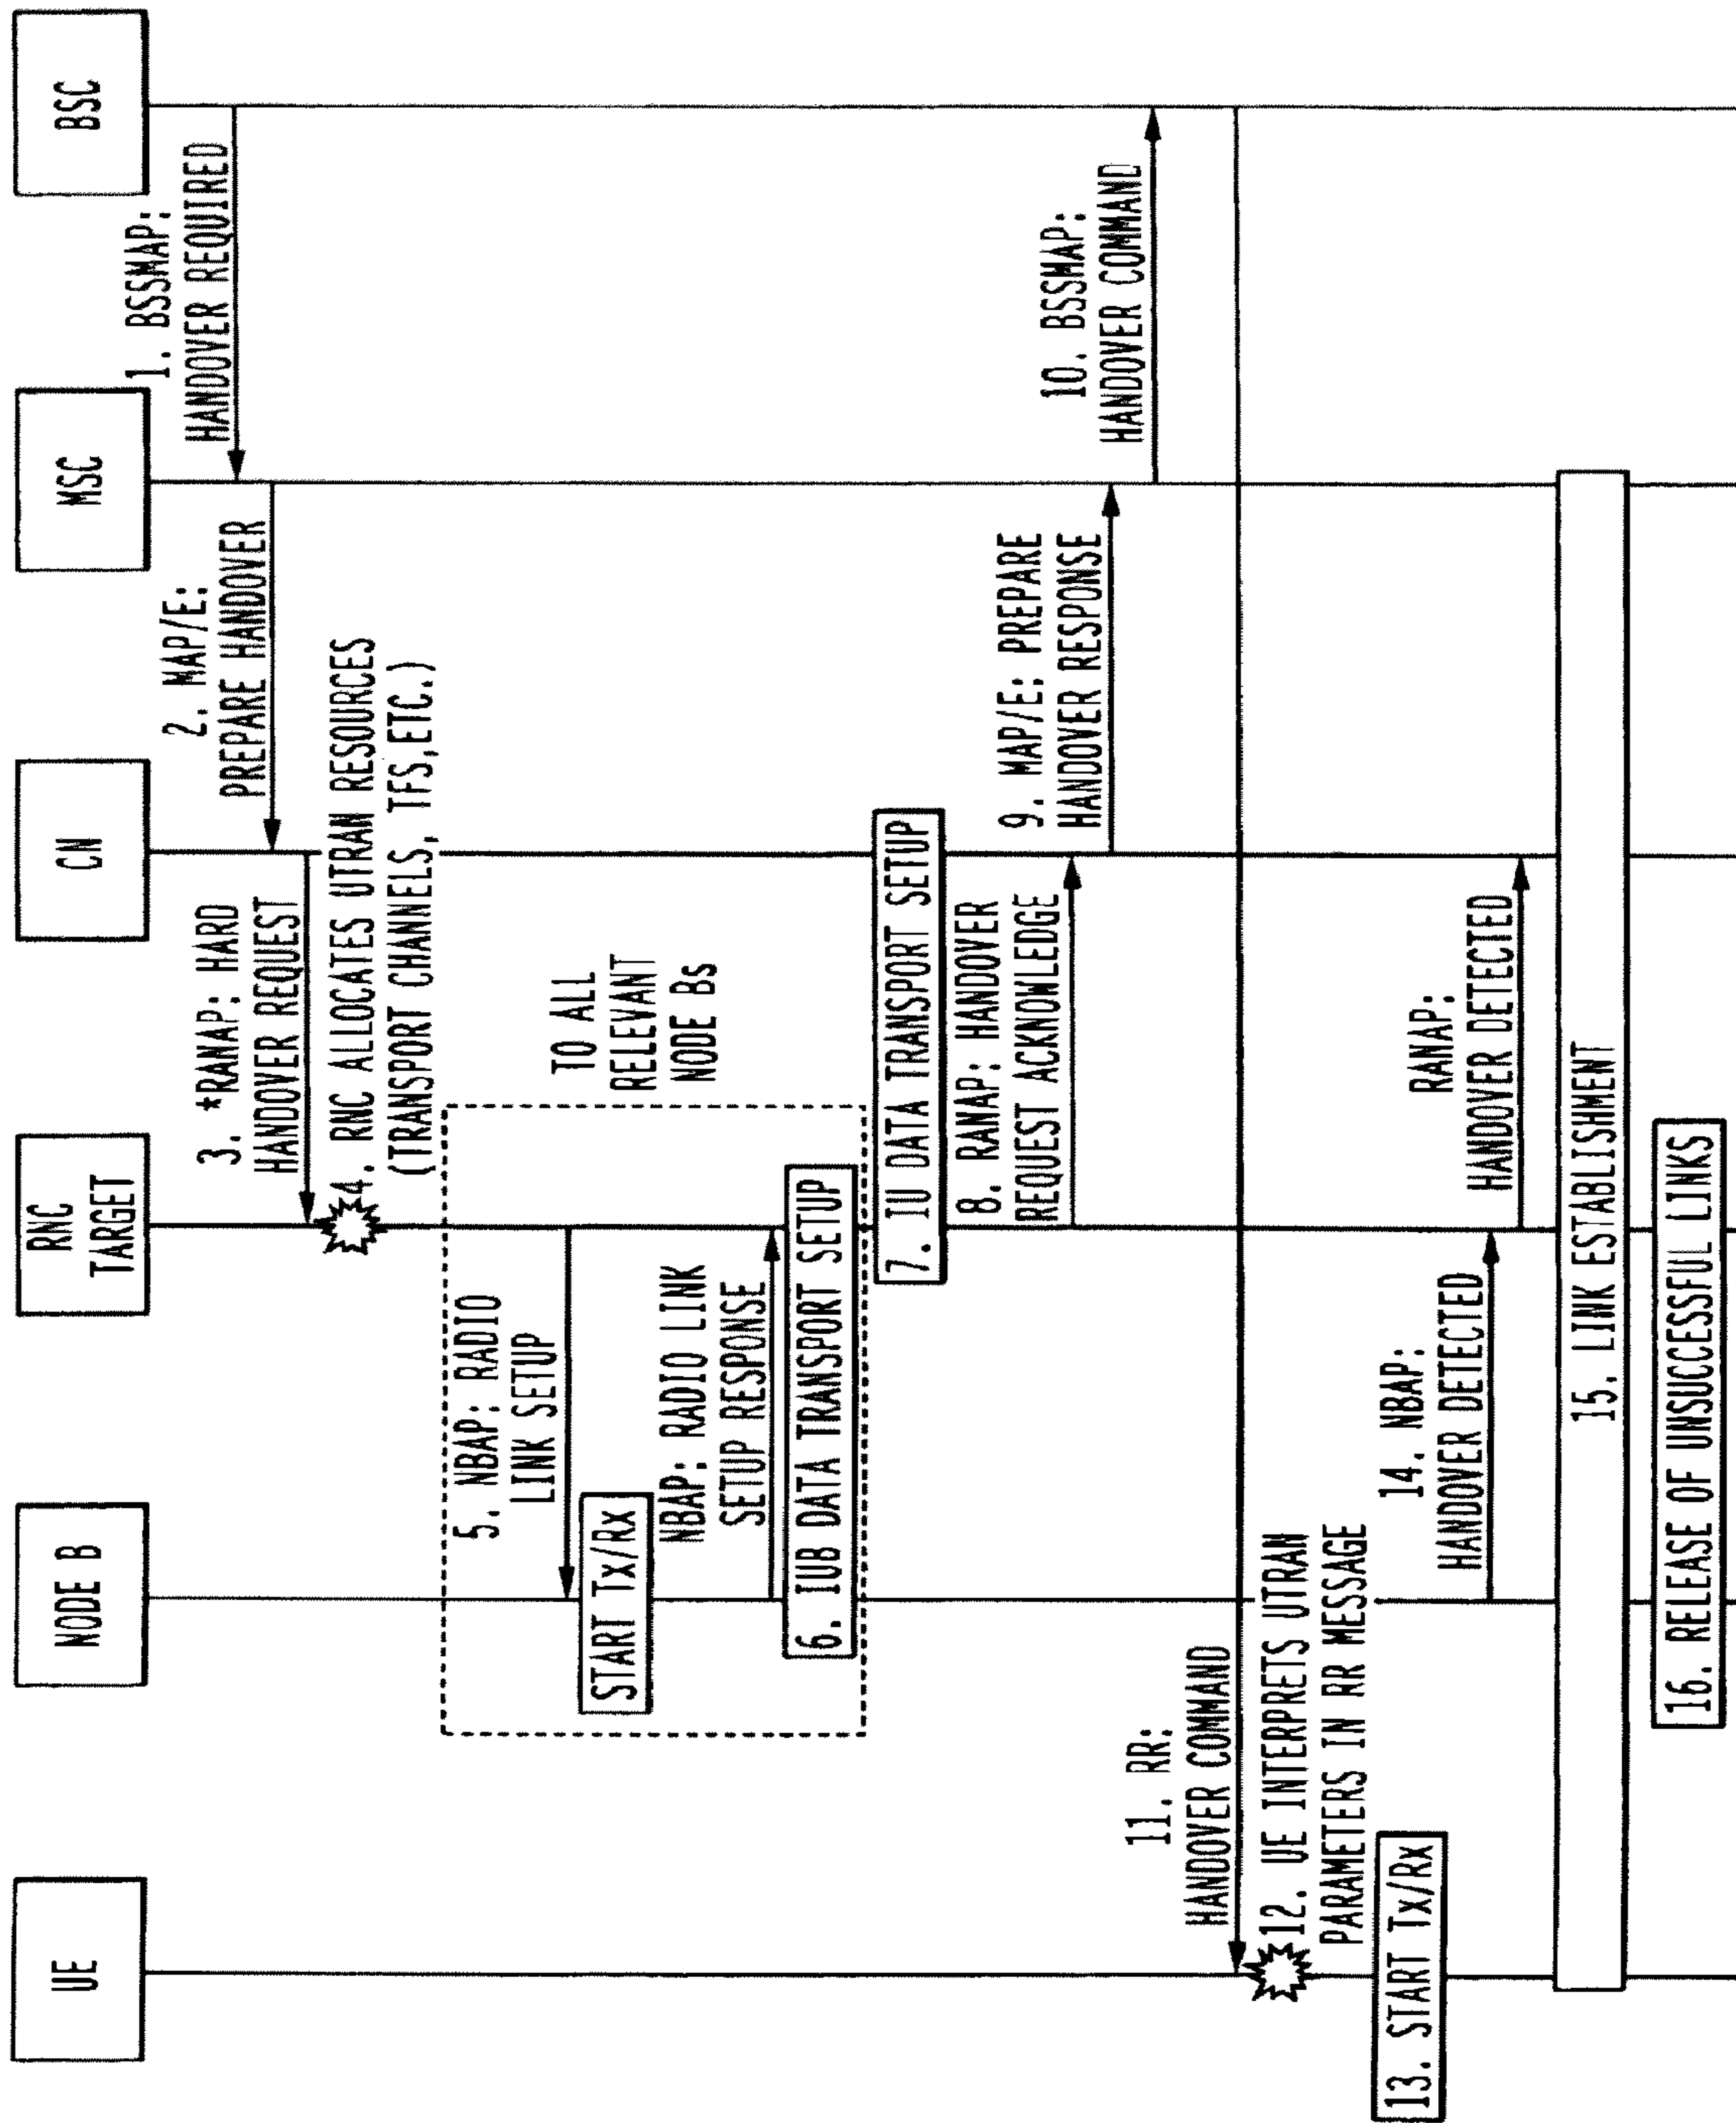 UE
NODE B
RNC
TARGET
CN
MSC
BSC
1. BSSMAP:
HANDOVER REQUIRED
2. MAP/E:
PREPARE HANDOVER
3. *RANAP: HARD
HANDOVER REQUEST
4. RNC ALLOCATES UTRAN RESOURCES
(TRANSPORT CHANNELS, TFS,ETC.)
5. NBAP: RADIO
LINK SETUP
TO ALL
RELEVANT
NODE Bs
START Tx/Rx
NBAP: RADIO LINK
SETUP RESPONSE
6. IUB DATA TRANSPORT SETUP
7. IU DATA TRANSPORT SETUP
8. RANAP: HANDOVER
REQUEST ACKNOWLEDGE
9. MAP/E: PREPARE
HANDOVER RESPONSE
10. BSSMAP:
HANDOVER COMMAND
11. RR:
HANDOVER COMMAND
12. UE INTERPRETS UTRAN
PARAMETERS IN RR MESSAGE
13. START Tx/Rx
14. NBAP:
HANDOVER DETECTED
RANAP:
HANDOVER DETECTED
15. LINK ESTABLISHMENT
16. RELEASE OF UNSUCCESSFUL LINKS